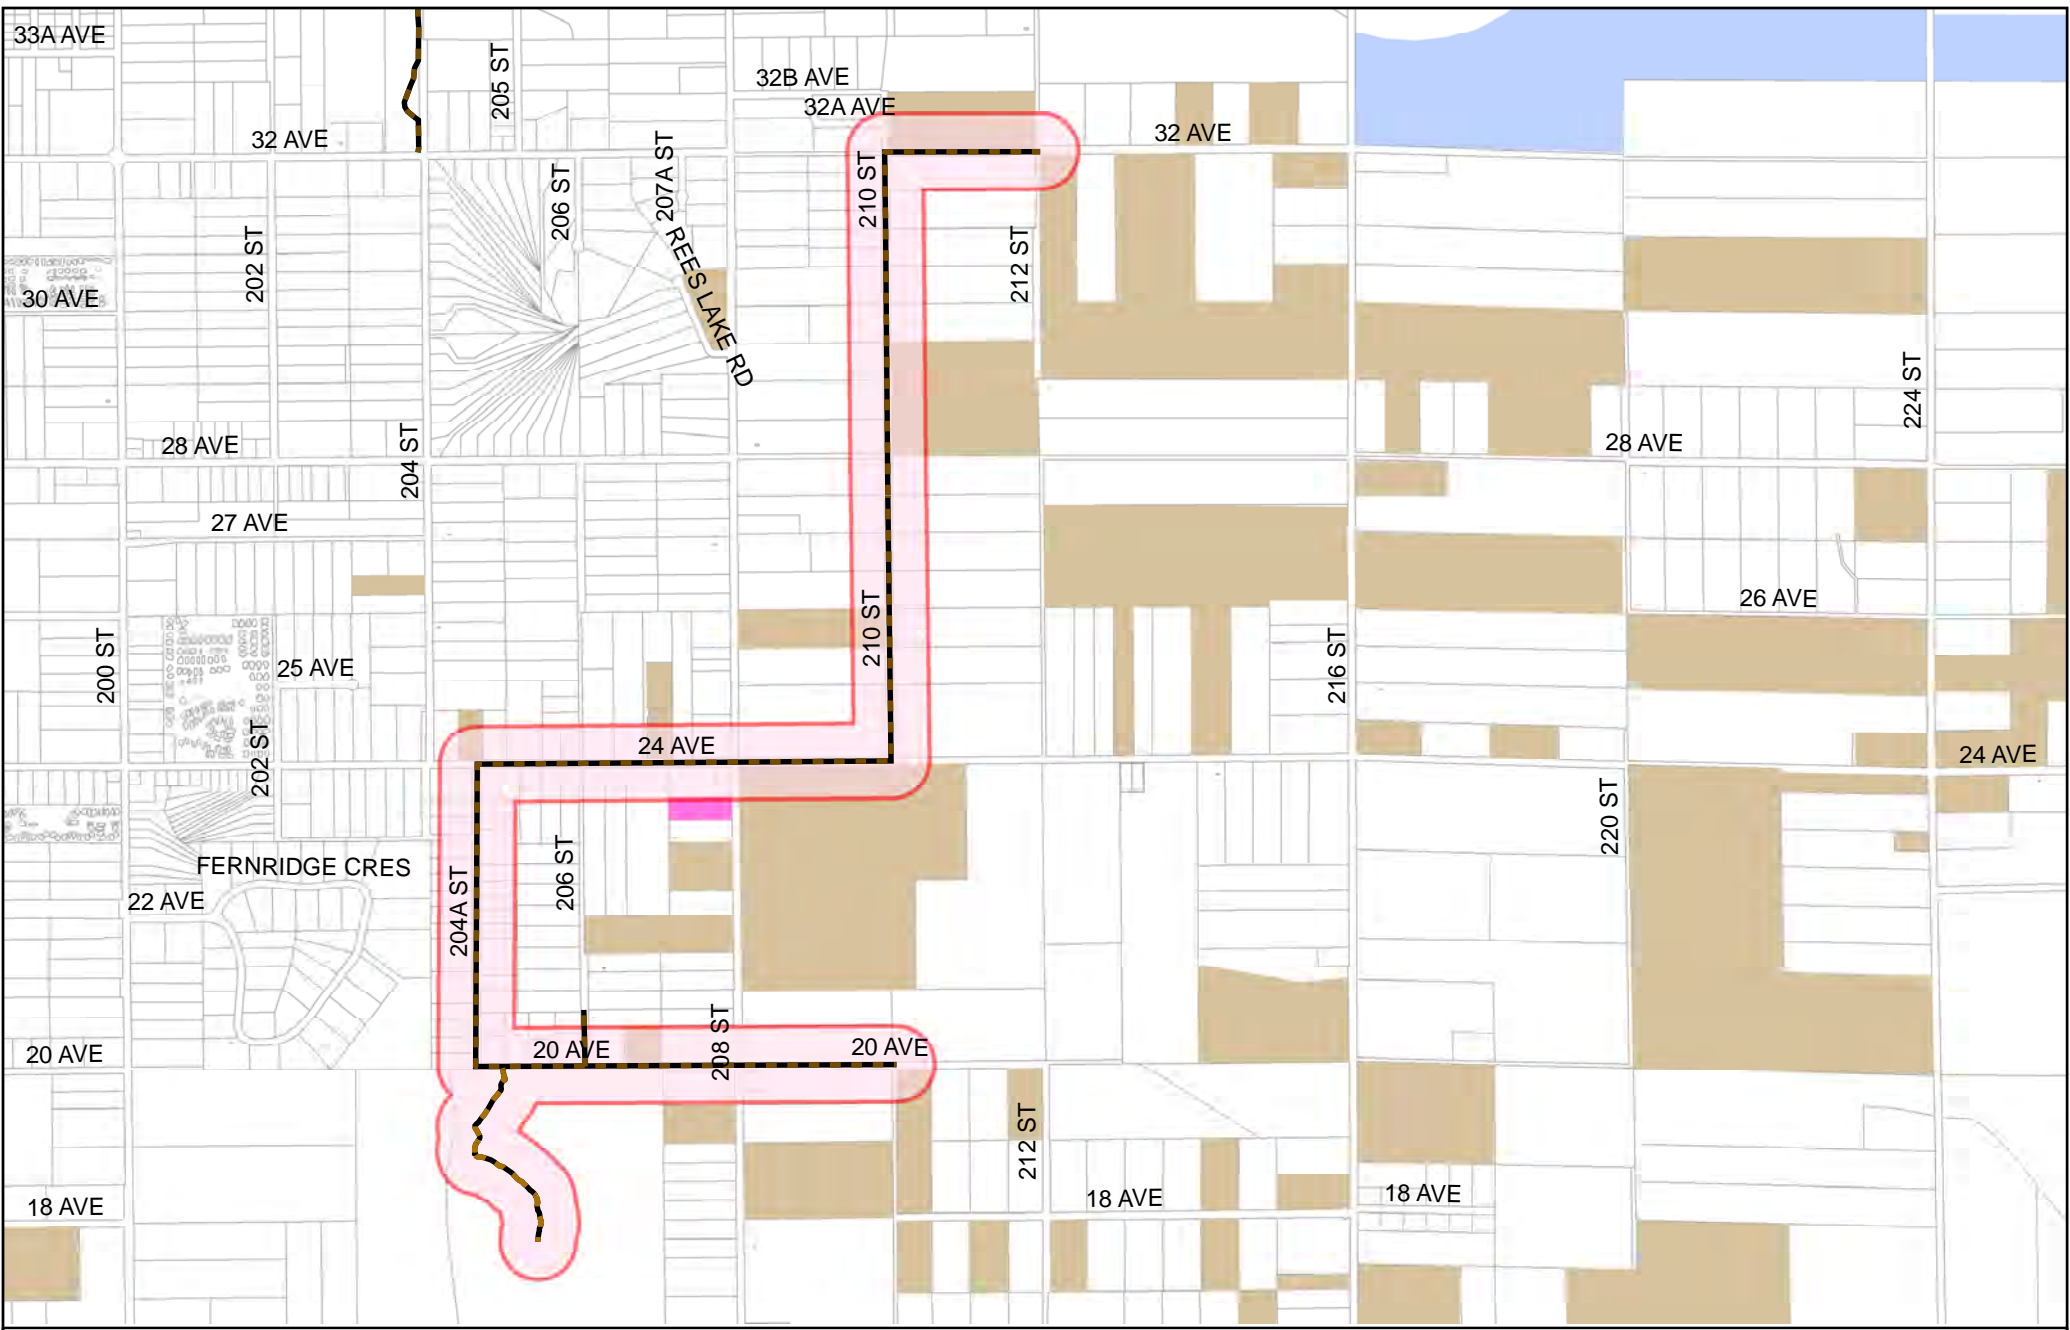 33A AVE
205 ST
32B AVE
32A AVE
32 AVE
32 AVE
210 ST
207A ST
206 ST
202 ST
212 ST
30 AVE
REES LAKE RD
224 ST
204 ST
28 AVE
28 AVE
27 AVE
26 AVE
210 ST
200 ST
25 AVE
216 ST
202 ST
24 AVE
24 AVE
220 ST
206 ST
FERNRIDGE CRES
204A ST
22 AVE
20 AVE
20 AVE
208 ST
20 AVE
212 ST
18 AVE
18 AVE
18 AVE